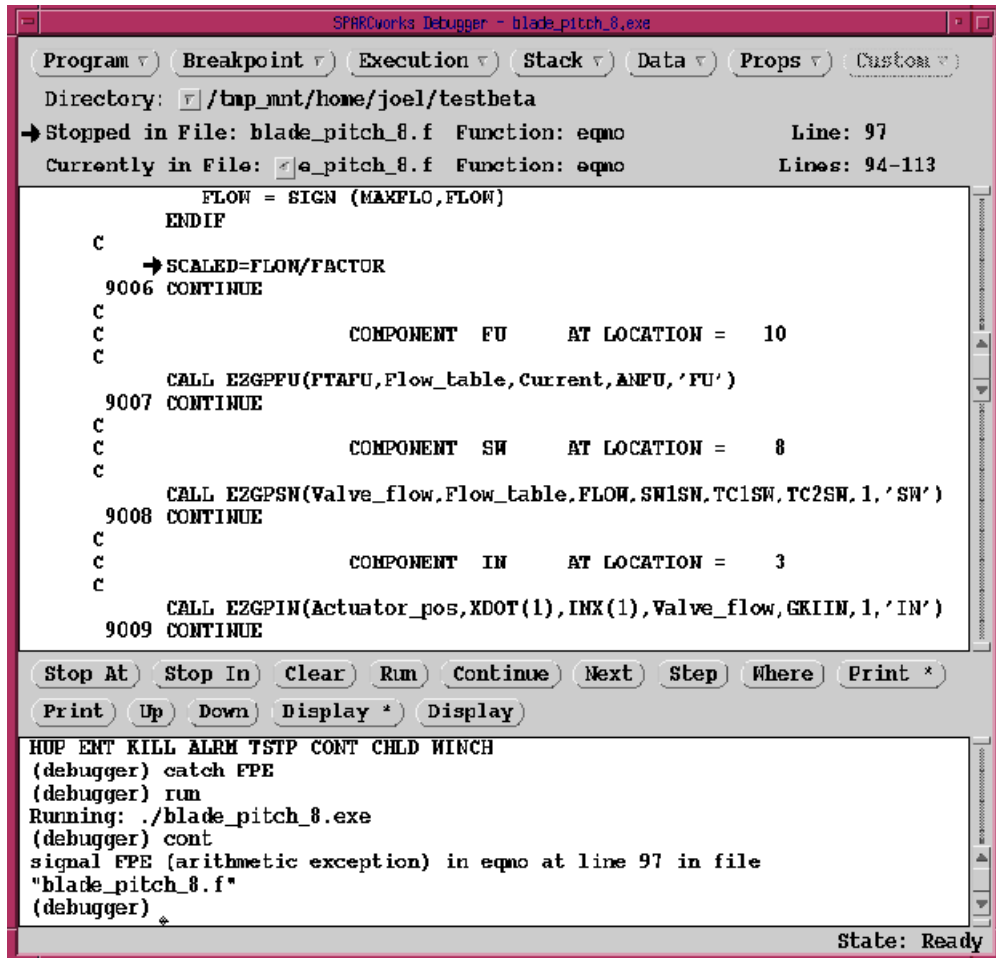 SPARCworks Debugger - blade_pitch_8.exe
Program Breakpoint Execution Stack Data Props Custom
Directory: /tmp_mnt/home/joel/testbeta
Stopped in File: blade_pitch_8.f Function: eqmo Line: 97
Currently in File: e_pitch_8.f Function: eqmo Lines: 94-113
FLOW = SIGN (MAXFLO,FLOW)
ENDIF
C
SCALED=FLOW/FACTOR
9006 CONTINUE
C
C COMPONENT FU AT LOCATION = 10
C
CALL EZGPFU(FTAFU,Flow_table,Current,ANFU,'FU')
9007 CONTINUE
C
C COMPONENT SW AT LOCATION = 8
C
CALL EZGPSW(Valve_flow,Flow_table,FLOW,SW1SW,TC1SW,TC2SW,1,'SW')
9008 CONTINUE
C
C COMPONENT IN AT LOCATION = 3
C
CALL EZGPIN(Actuator_pos,XDOT(1),INX(1),Valve_flow,GKIIN,1,'IN')
9009 CONTINUE
Stop At Stop In Clear Run Continue Next Step Where Print *
Print Up Down Display * Display
HUP ENT KILL ALRM TSTP CONT CHLD WINCH
(debugger) catch FPE
(debugger) run
Running: ./blade_pitch_8.exe
(debugger) cont
signal FPE (arithmetic exception) in eqmo at line 97 in file
"blade_pitch_8.f"
(debugger)
State: Ready